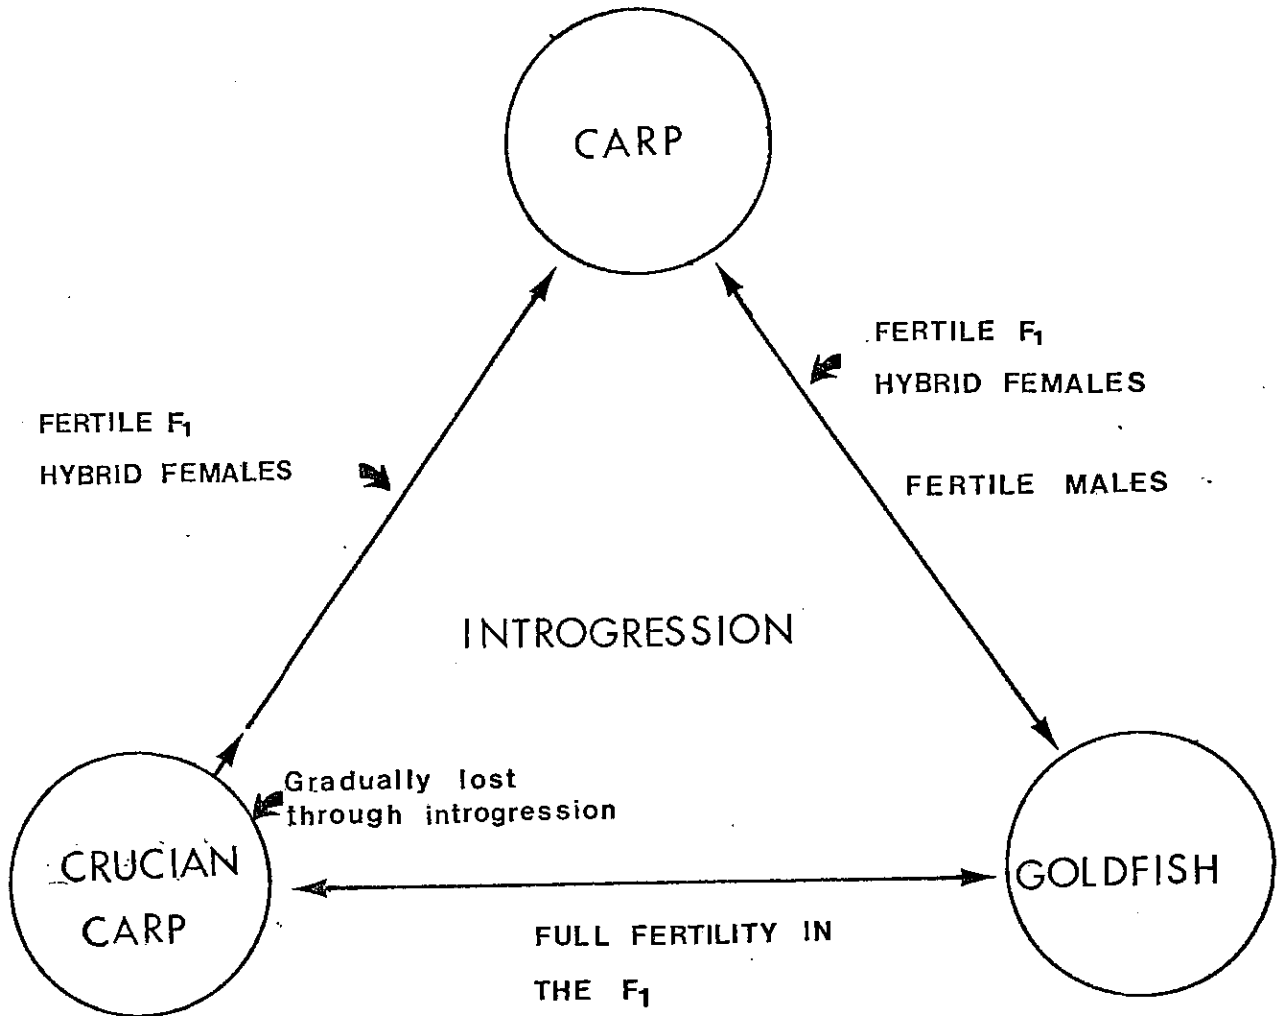 CARP
FERTILE F₁
HYBRID FEMALES
FERTILE F₁
HYBRID FEMALES
FERTILE MALES
INTROGRESSION
Gradually lost
through introgression
CRUCIAN
CARP
GOLDFISH
FULL FERTILITY IN
THE F₁